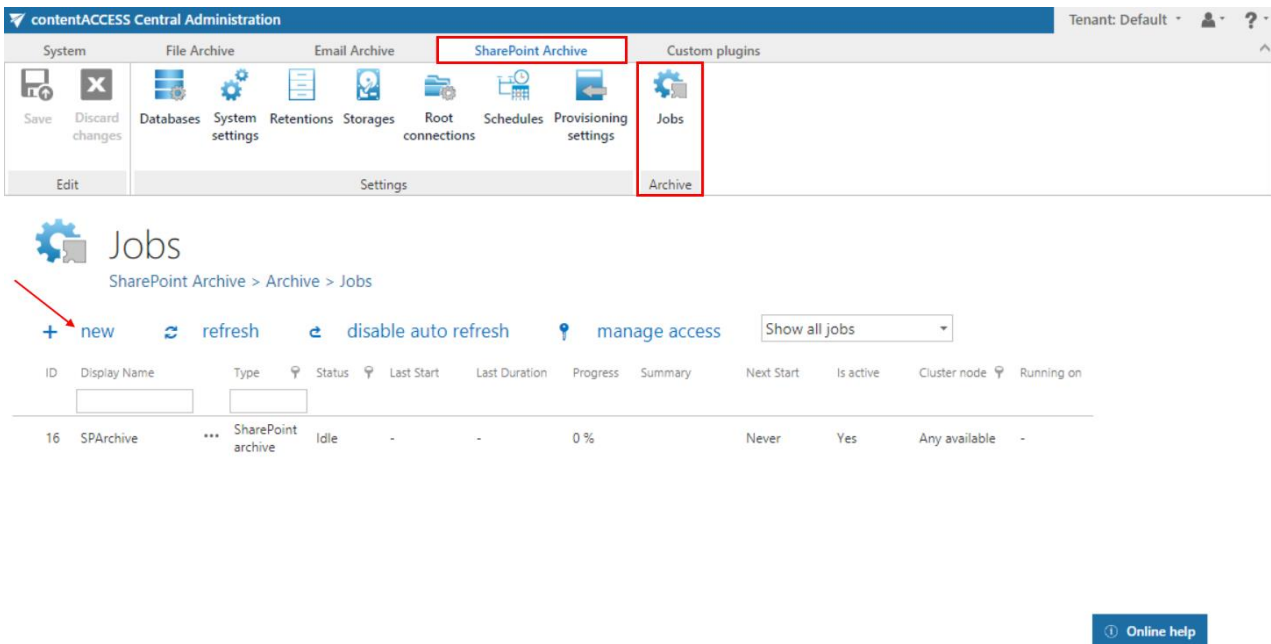 contentACCESS Central Administration
Tenant: Default
?
System
File Archive
Email Archive
SharePoint Archive
Custom plugins
Save
Discard
changes
Databases
System
settings
Retentions
Storages
Root
connections
Schedules
Provisioning
settings
Jobs
Edit
Settings
Archive
Jobs
SharePoint Archive > Archive > Jobs
+ new
refresh
disable auto refresh
manage access
Show all jobs
ID Display Name Type Status Last Start Last Duration Progress Summary Next Start Is active Cluster node Running on
16 SPArchive ... SharePoint archive Idle - - 0 % Never Yes Any available -
Online help